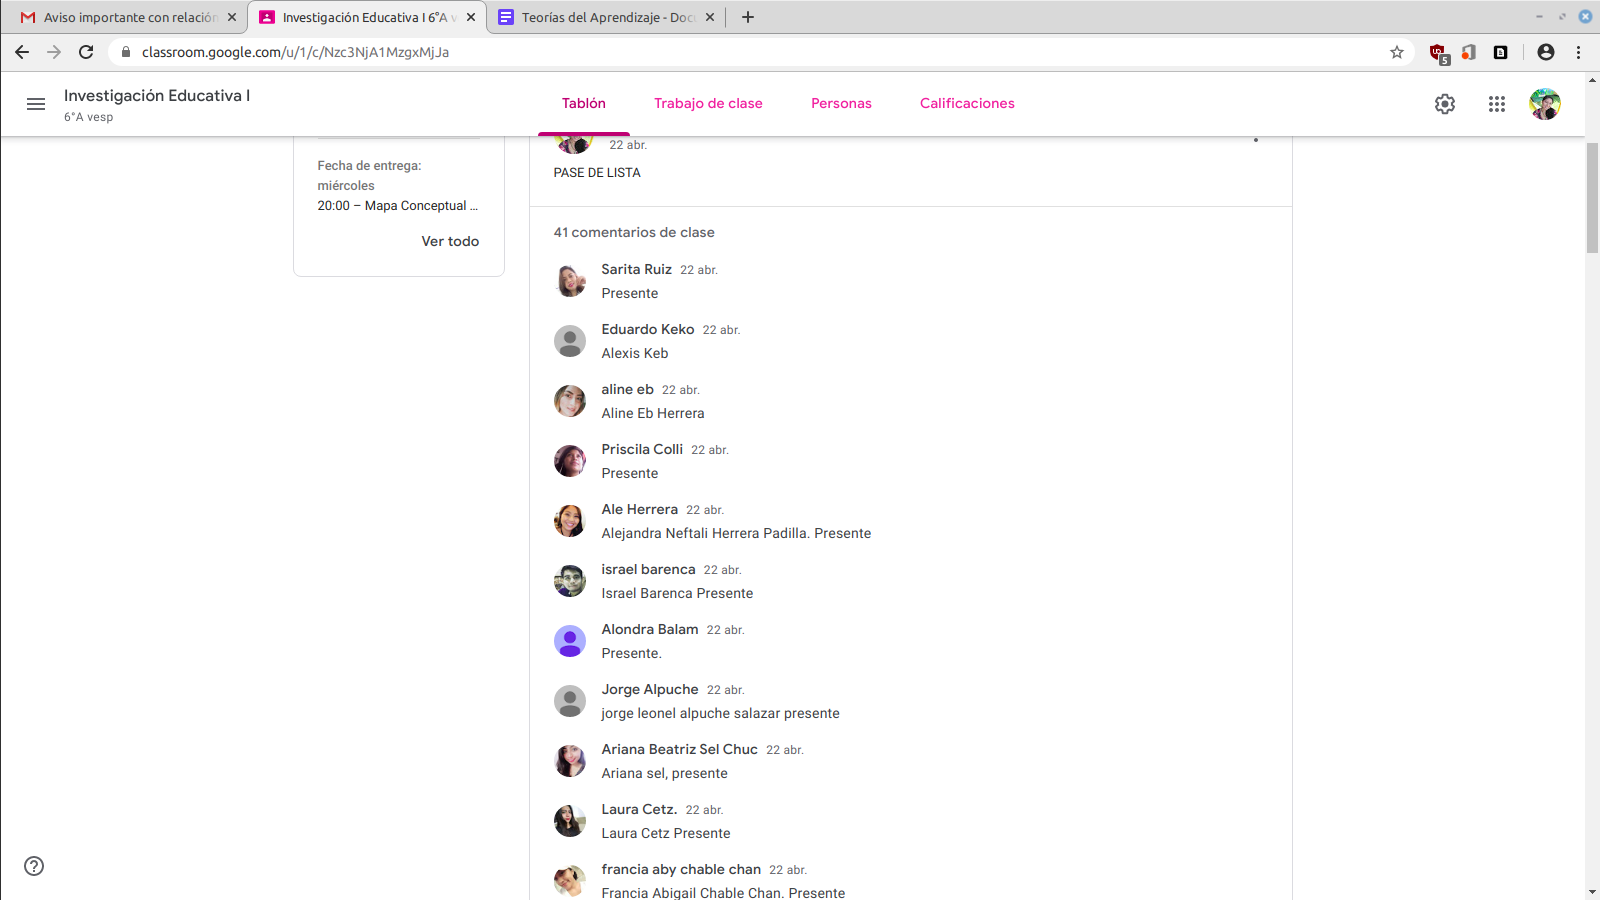 Aviso importante con relación
Investigación Educativa I 6°A v
Teorías del Aprendizaje - Doc
classroom.google.com/u/1/c/Nzc3NjA1MzgxMjJa
5
Investigación Educativa I
6°A vesp
Tablón
Trabajo de clase
Personas
Calificaciones
Fecha de entrega:
miércoles
20:00 – Mapa Conceptual ...
Ver todo
22 abr.
PASE DE LISTA
41 comentarios de clase
Sarita Ruiz 22 abr.
Presente
Eduardo Keko 22 abr.
Alexis Keb
aline eb 22 abr.
Aline Eb Herrera
Priscila Colli 22 abr.
Presente
Ale Herrera 22 abr.
Alejandra Neftali Herrera Padilla. Presente
israel barenca 22 abr.
Israel Barenca Presente
Alondra Balam 22 abr.
Presente.
Jorge Alpuche 22 abr.
jorge leonel alpuche salazar presente
Ariana Beatriz Sel Chuc 22 abr.
Ariana sel, presente
Laura Cetz. 22 abr.
Laura Cetz Presente
francia aby chable chan 22 abr.
Francia Abigail Chable Chan. Presente